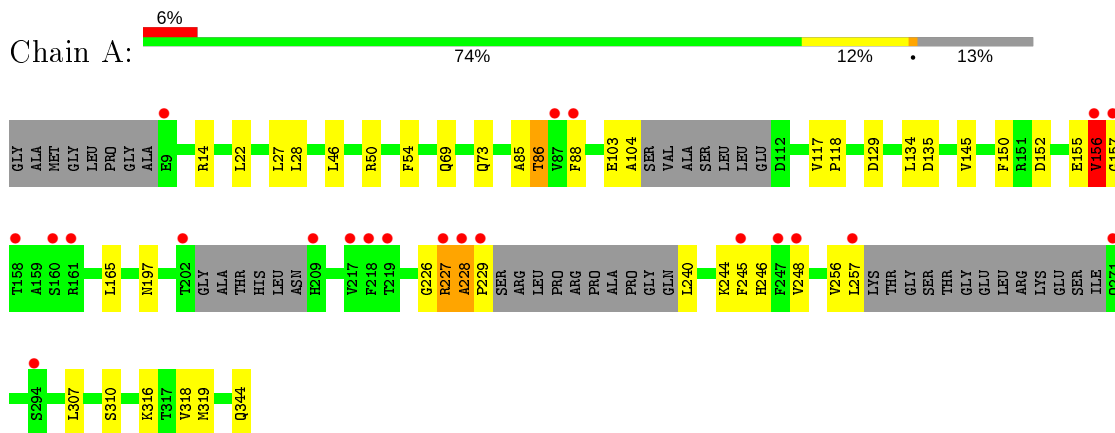 6%
Chain A:
74% 12% • 13%
GLY ALA MET GLY LEU PRO GLY ALA E9 R14 L22 L27 L28 L46 R50 F54 Q69 Q73 A85 T86 V87 F88 E103 A104 SER VAL ALA SER LEU LEU GLU D112 V117 P118 D129 L134 D135 V145 F150 R151 D152 E155 V156 G157
T158 A159 S160 R161 L165 N197 T202 GLY ALA THR HIS LEU ASN H209 V217 F218 T219 G226 R227 A228 P229 SER ARG LEU PRO ARG PRO ALA PRO GLY GLN L240 K244 F245 H246 F247 V248 V256 L257 LYS THR GLY SER THR GLY GLU LEU ARG LYS GLU SER ILE Q271
S294 L307 S310 K316 T317 V318 M319 Q344